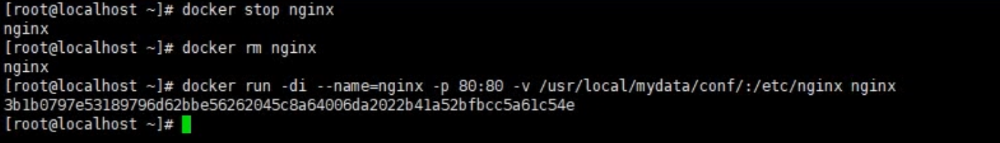 [root@localhost ~]# docker stop nginx
nginx
[root@localhost ~]# docker rm nginx
nginx
[root@localhost ~]# docker run -di --name=nginx -p 80:80 -v /usr/local/mydata/conf/:/etc/nginx nginx
3b1b0797e53189796d62bbe56262045c8a64006da2022b41a52bfbcc5a61c54e
[root@localhost ~]#